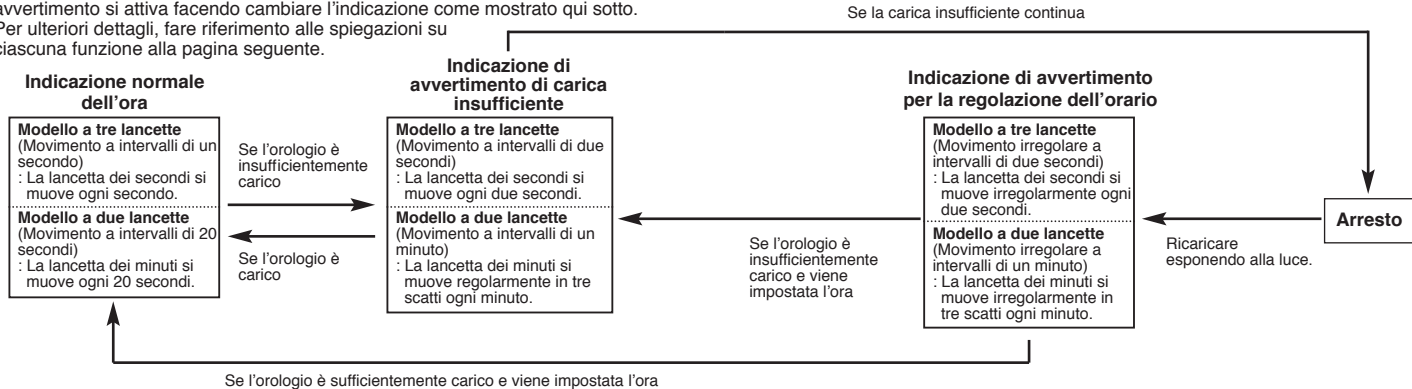 avvertimento si attiva facendo cambiare l'indicazione come mostrato qui sotto.
Per ulteriori dettagli, fare riferimento alle spiegazioni su
ciascuna funzione alla pagina seguente.
Se la carica insufficiente continua
Indicazione normale
dell'ora
Modello a tre lancette
(Movimento a intervalli di un
secondo)
: La lancetta dei secondi si
muove ogni secondo.
Modello a due lancette
(Movimento a intervalli di 20
secondi)
: La lancetta dei minuti si
muove ogni 20 secondi.
Se l'orologio è
insufficientemente
carico
Se l'orologio è
carico
Indicazione di
avvertimento di carica
insufficiente
Modello a tre lancette
(Movimento a intervalli di due
secondi)
: La lancetta dei secondi si
muove ogni due secondi.
Modello a due lancette
(Movimento a intervalli di un
minuto)
: La lancetta dei minuti si
muove regolarmente in tre
scatti ogni minuto.
Se l'orologio è
insufficientemente
carico e viene
impostata l'ora
Indicazione di avvertimento
per la regolazione dell'orario
Modello a tre lancette
(Movimento irregolare a
intervalli di due secondi)
: La lancetta dei secondi si
muove irregolarmente ogni
due secondi.
Modello a due lancette
(Movimento irregolare a
intervalli di un minuto)
: La lancetta dei minuti si
muove irregolarmente in
tre scatti ogni minuto.
Ricaricare
esponendo alla luce.
Arresto
Se l'orologio è sufficientemente carico e viene impostata l'ora